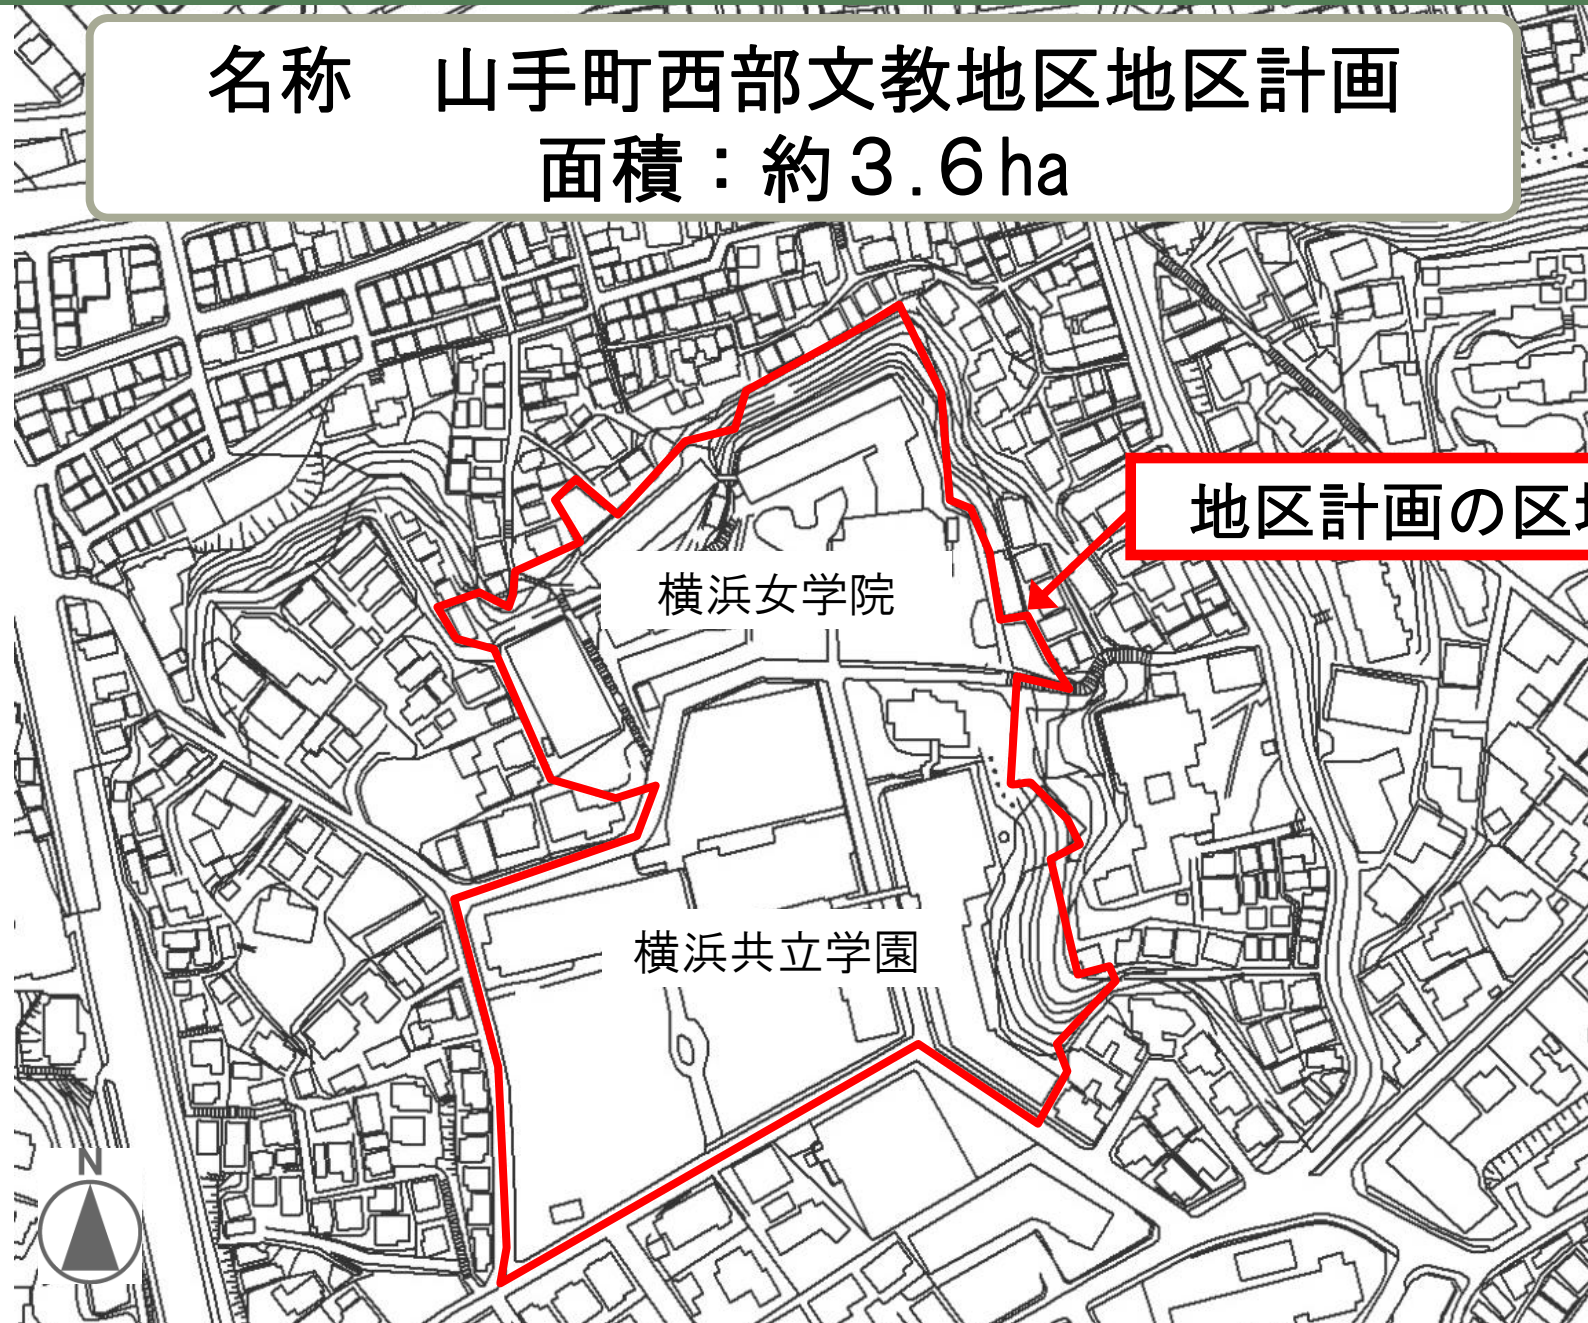 名称　山手町西部文教地区地区計画
面積：約３.６ha
地区計画の区
横浜女学院
横浜共立学園
N